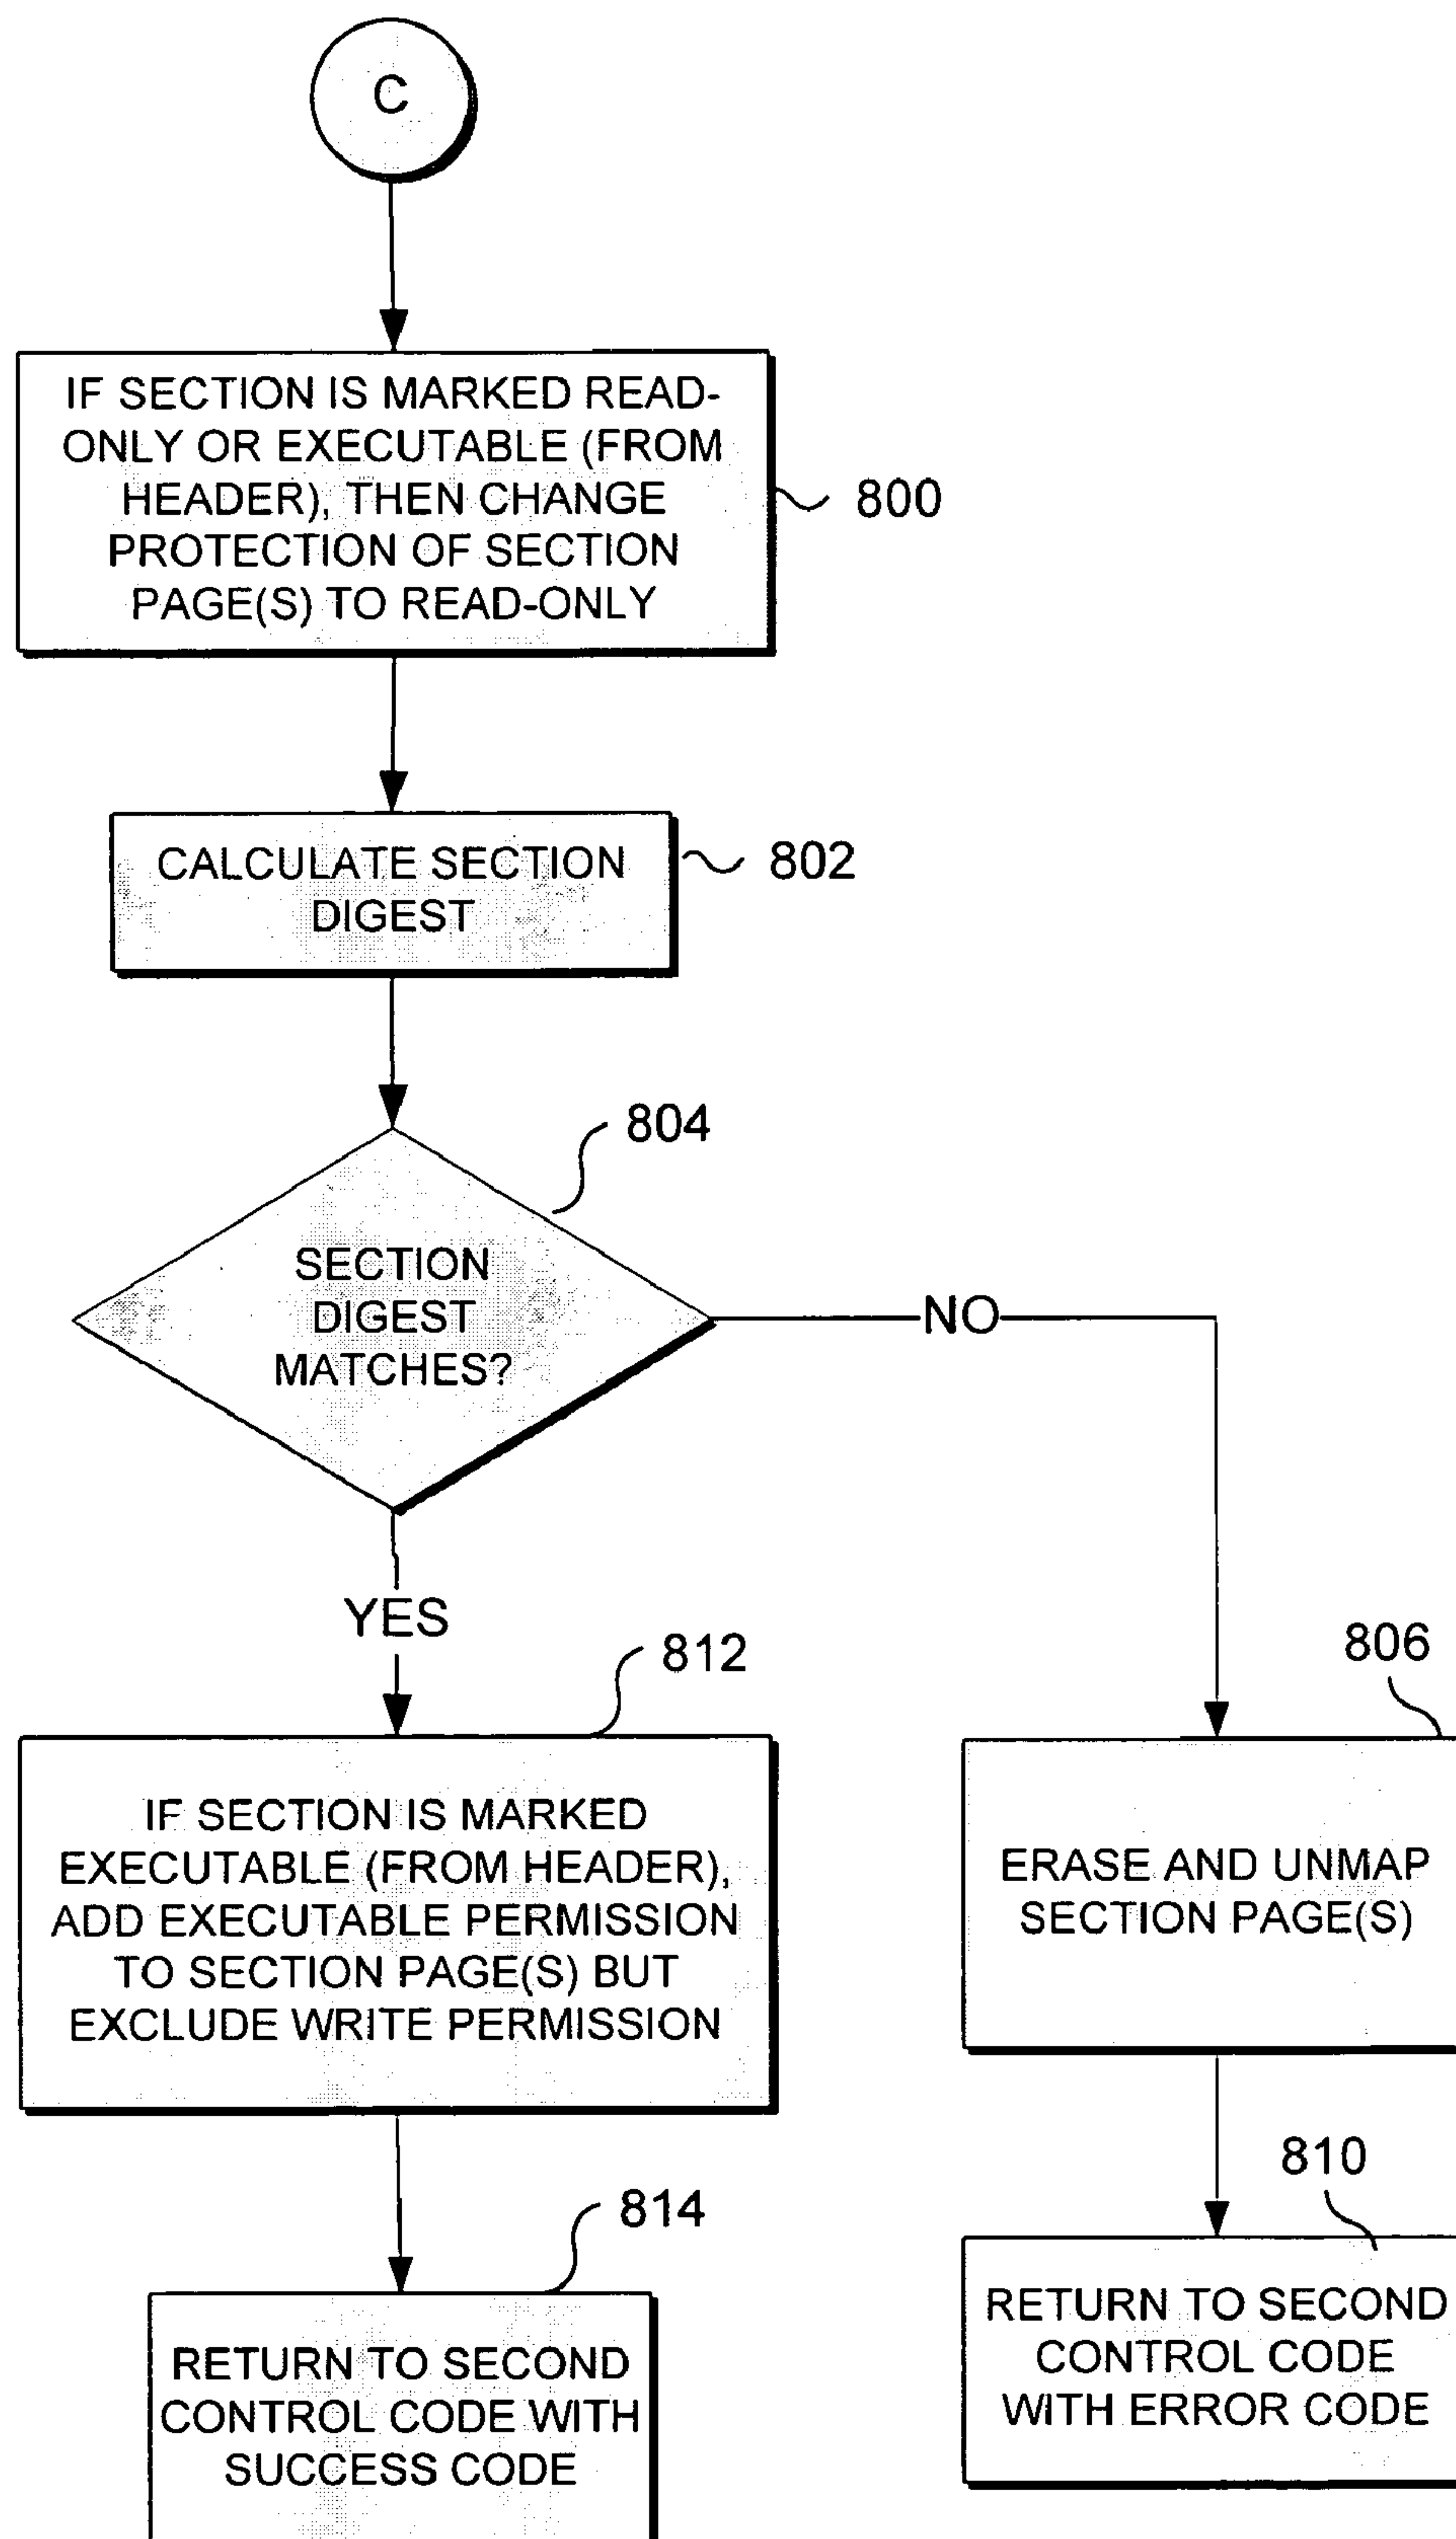 C
IF SECTION IS MARKED READ-
ONLY OR EXECUTABLE (FROM
HEADER), THEN CHANGE
PROTECTION OF SECTION
PAGE(S) TO READ-ONLY
800
CALCULATE SECTION
DIGEST
802
804
SECTION
DIGEST
MATCHES?
NO
YES
812
IF SECTION IS MARKED
EXECUTABLE (FROM HEADER),
ADD EXECUTABLE PERMISSION
TO SECTION PAGE(S) BUT
EXCLUDE WRITE PERMISSION
806
ERASE AND UNMAP
SECTION PAGE(S)
814
RETURN TO SECOND
CONTROL CODE WITH
SUCCESS CODE
810
RETURN TO SECOND
CONTROL CODE
WITH ERROR CODE